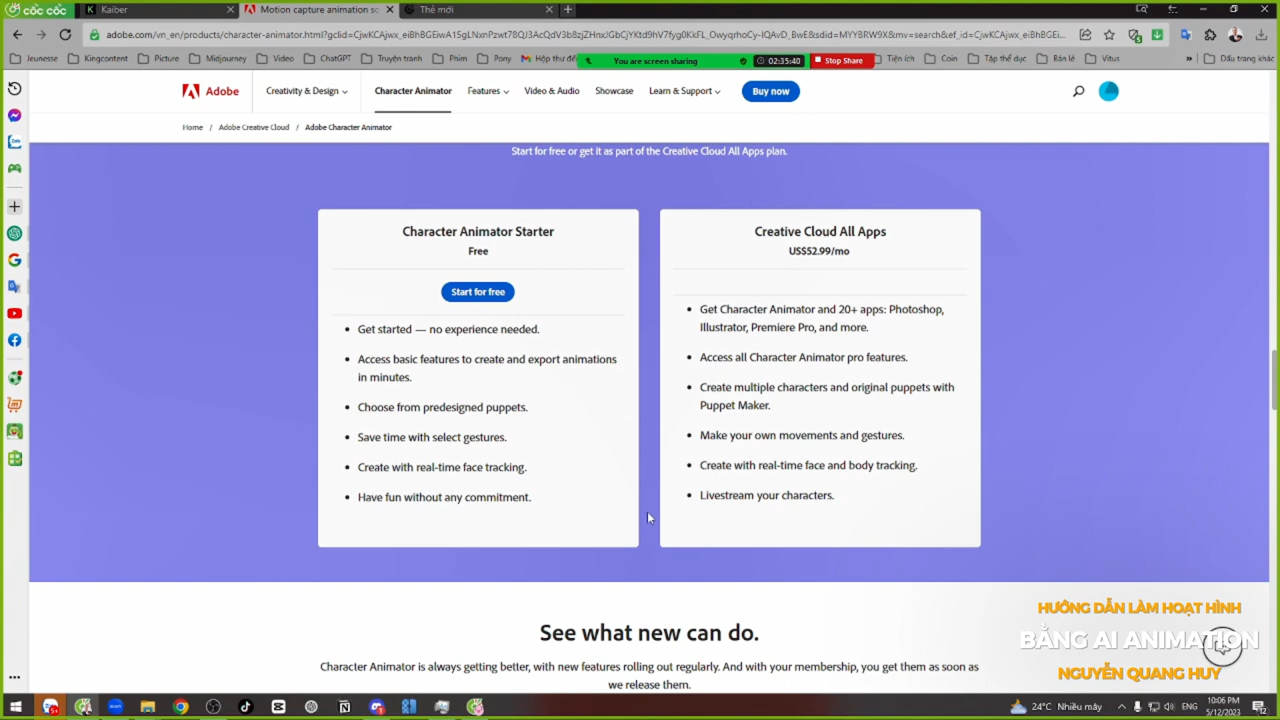 CỐC CỐC
Kaiber
Motion capture animation so
Thẻ mới
adobe.com/vn_en/products/character-animator.html
Jeunesse
Kingcontent
Picture
Midjourney
Video
ChatGPT
Truyện tranh
Phim
Pony
Hộp thư đế
You are screen sharing
02:35:40
Stop Share
Tiện ích
Coin
Tập thể dục
Bán lẻ
Vitus
»
Dấu trang khác
Adobe
Creativity & Design
Character Animator
Features
Video & Audio
Showcase
Learn & Support
Buy now
Home / Adobe Creative Cloud / Adobe Character Animator
Start for free or get it as part of the Creative Cloud All Apps plan.
Character Animator Starter
Free
Start for free
• Get started — no experience needed.
• Access basic features to create and export animations
in minutes.
• Choose from predesigned puppets.
• Save time with select gestures.
• Create with real-time face tracking.
• Have fun without any commitment.
Creative Cloud All Apps
US$52.99/mo
• Get Character Animator and 20+ apps: Photoshop,
Illustrator, Premiere Pro, and more.
• Access all Character Animator pro features.
• Create multiple characters and original puppets with
Puppet Maker.
• Make your own movements and gestures.
• Create with real-time face and body tracking.
• Livestream your characters.
See what new can do.
Character Animator is always getting better, with new features rolling out regularly. And with your membership, you get them as soon as
we release them.
HƯỚNG DẪN LÀM HOẠT HÌNH
BẰNG AI ANIMATION
NGUYỄN QUANG HUY
24°C Nhiều mây
ENG
10:06 PM
5/12/2023